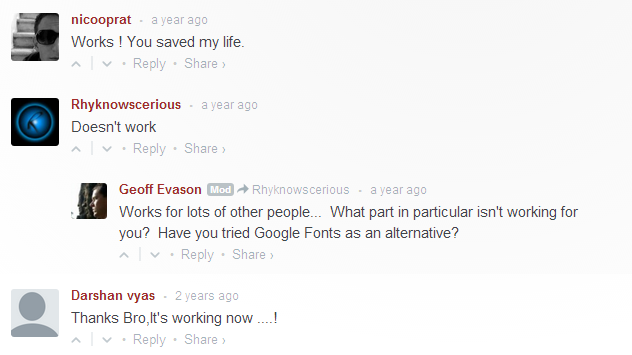 nicooprat • a year ago
Works ! You saved my life.
• Reply • Share ›
Rhyknowscerious • a year ago
Doesn't work
• Reply • Share ›
Geoff Evason Mod Rhyknowscerious • a year ago
Works for lots of other people... What part in particular isn't working for
you? Have you tried Google Fonts as an alternative?
• Reply • Share ›
Darshan vyas • 2 years ago
Thanks Bro,It's working now ....!
• Reply • Share ›